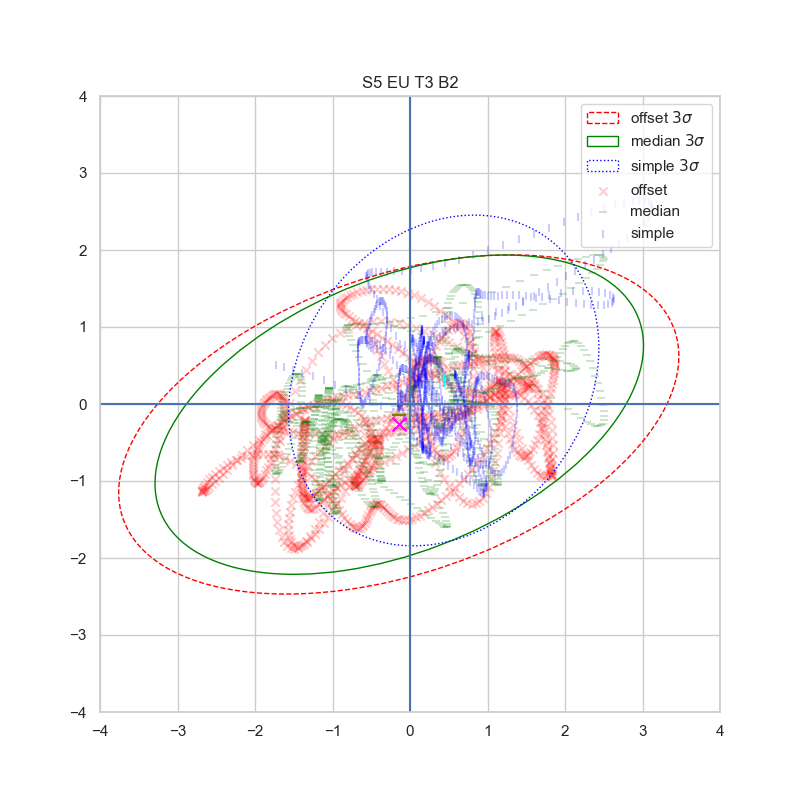 S5 EU T3 B2
offset 3σ
median 3σ
simple 3σ
offset
median
simple
4
3
2
1
0
−1
−2
−3
−4
−4 −3 −2 −1 0 1 2 3 4